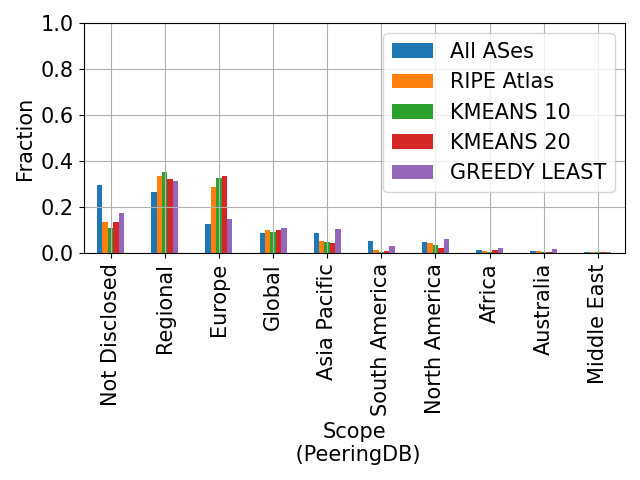 1.0
0.8
0.6
0.4
0.2
0.0
Fraction
All ASes
RIPE Atlas
KMEANS 10
KMEANS 20
GREEDY LEAST
Not Disclosed
Regional
Europe
Global
Asia Pacific
South America
North America
Africa
Australia
Middle East
Scope
(PeeringDB)